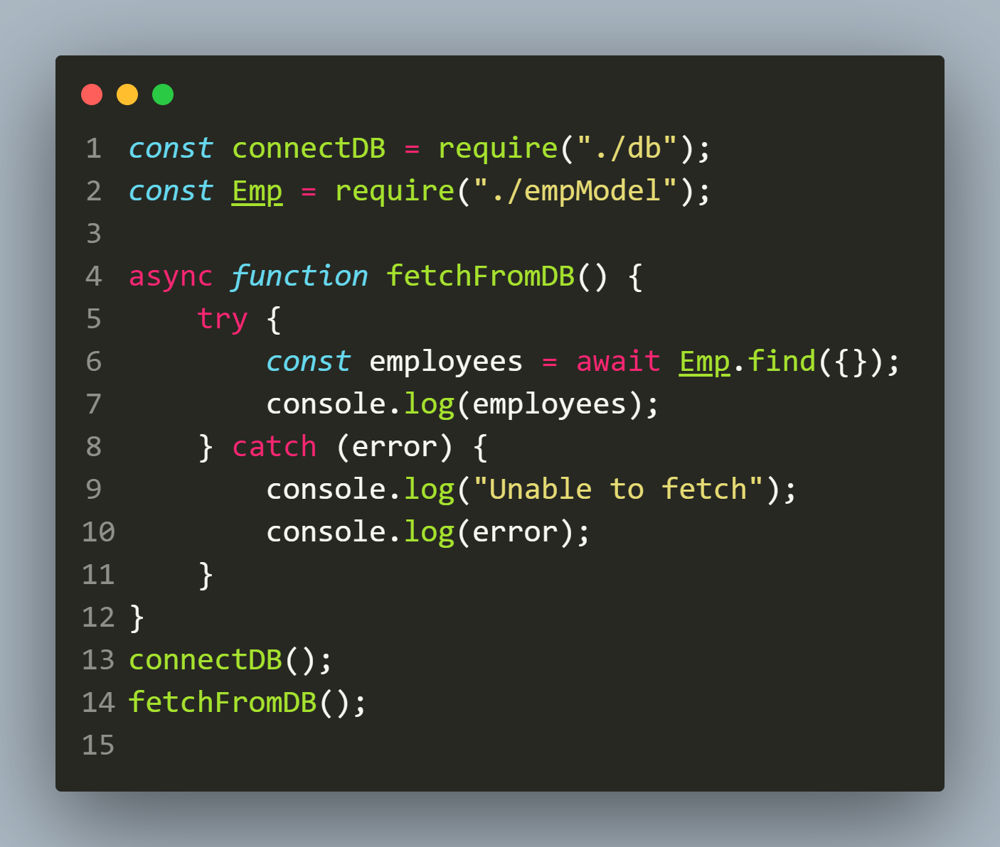 1 const connectDB = require("./db");
2 const Emp = require("./empModel");
3
4 async function fetchFromDB() {
5     try {
6         const employees = await Emp.find({});
7         console.log(employees);
8     } catch (error) {
9         console.log("Unable to fetch");
10         console.log(error);
11     }
12 }
13 connectDB();
14 fetchFromDB();
15